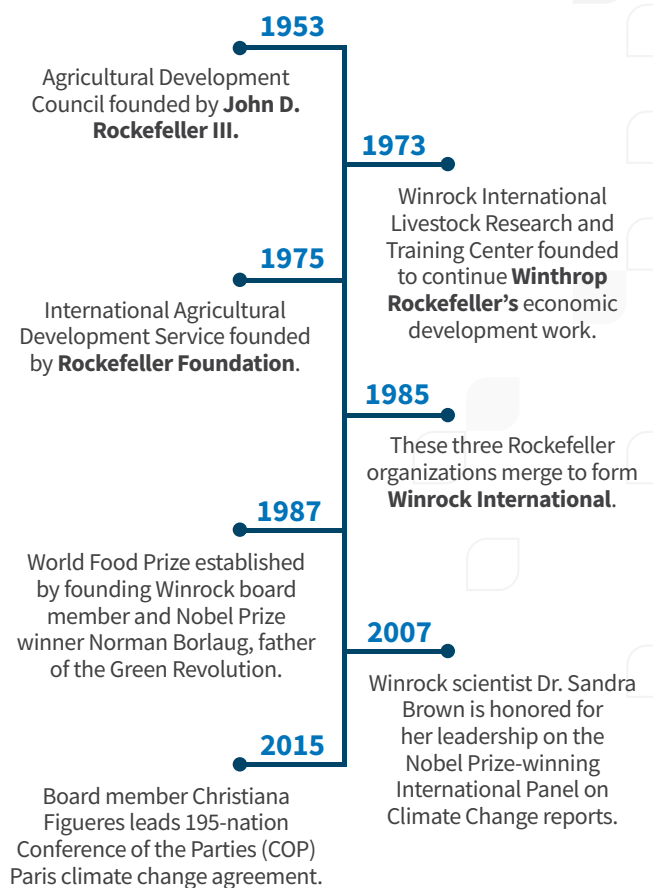 1953
Agricultural Development
Council founded by John D.
Rockefeller III.
1973
Winrock International
Livestock Research and
Training Center founded
to continue Winthrop
Rockefeller’s economic
development work.
1975
International Agricultural
Development Service founded
by Rockefeller Foundation.
1985
These three Rockefeller
organizations merge to form
Winrock International.
1987
World Food Prize established
by founding Winrock board
member and Nobel Prize
winner Norman Borlaug, father
of the Green Revolution.
2007
Winrock scientist Dr. Sandra
Brown is honored for
her leadership on the
Nobel Prize-winning
International Panel on
Climate Change reports.
2015
Board member Christiana
Figueres leads 195-nation
Conference of the Parties (COP)
Paris climate change agreement.